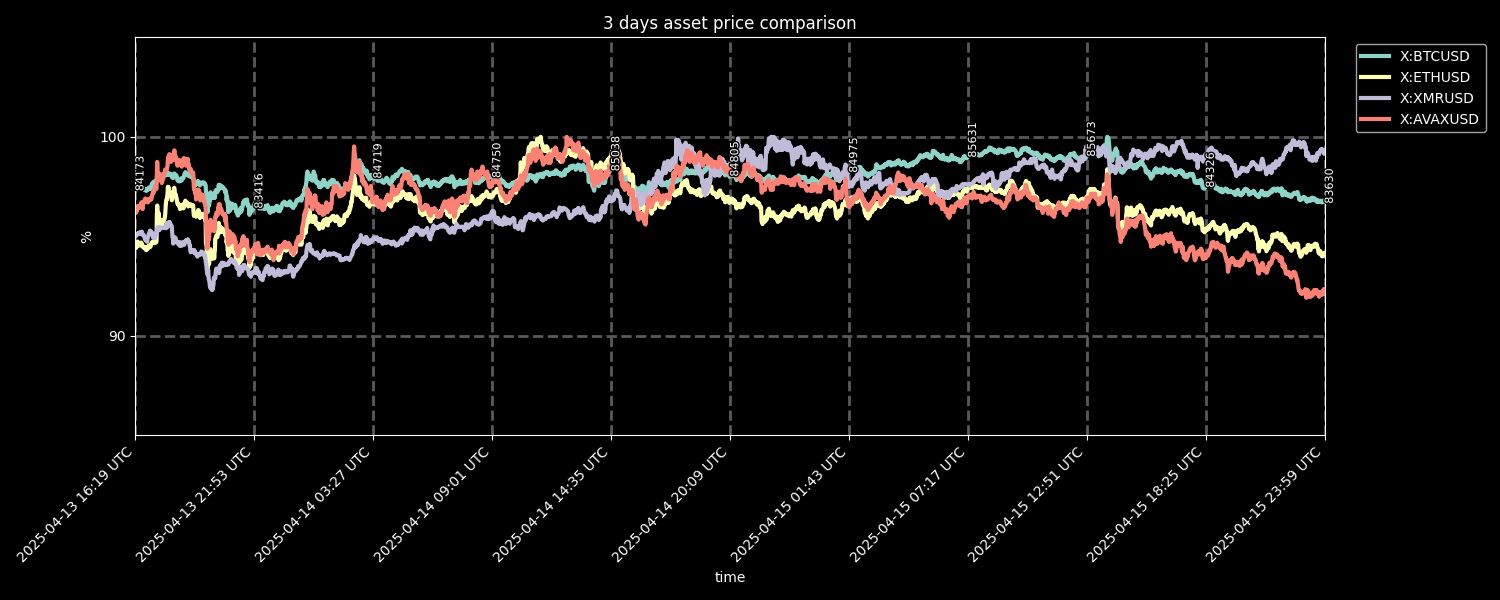 3 days asset price comparison
X:BTCUSD
X:ETHUSD
X:XMRUSD
X:AVAXUSD
100
90
%
84173
83416
84719
84750
85038
84805
84975
85631
85673
84326
83630
2025-04-13 16:19 UTC
2025-04-13 21:53 UTC
2025-04-14 03:27 UTC
2025-04-14 09:01 UTC
2025-04-14 14:35 UTC
2025-04-14 20:09 UTC
2025-04-15 01:43 UTC
2025-04-15 07:17 UTC
2025-04-15 12:51 UTC
2025-04-15 18:25 UTC
2025-04-15 23:59 UTC
time